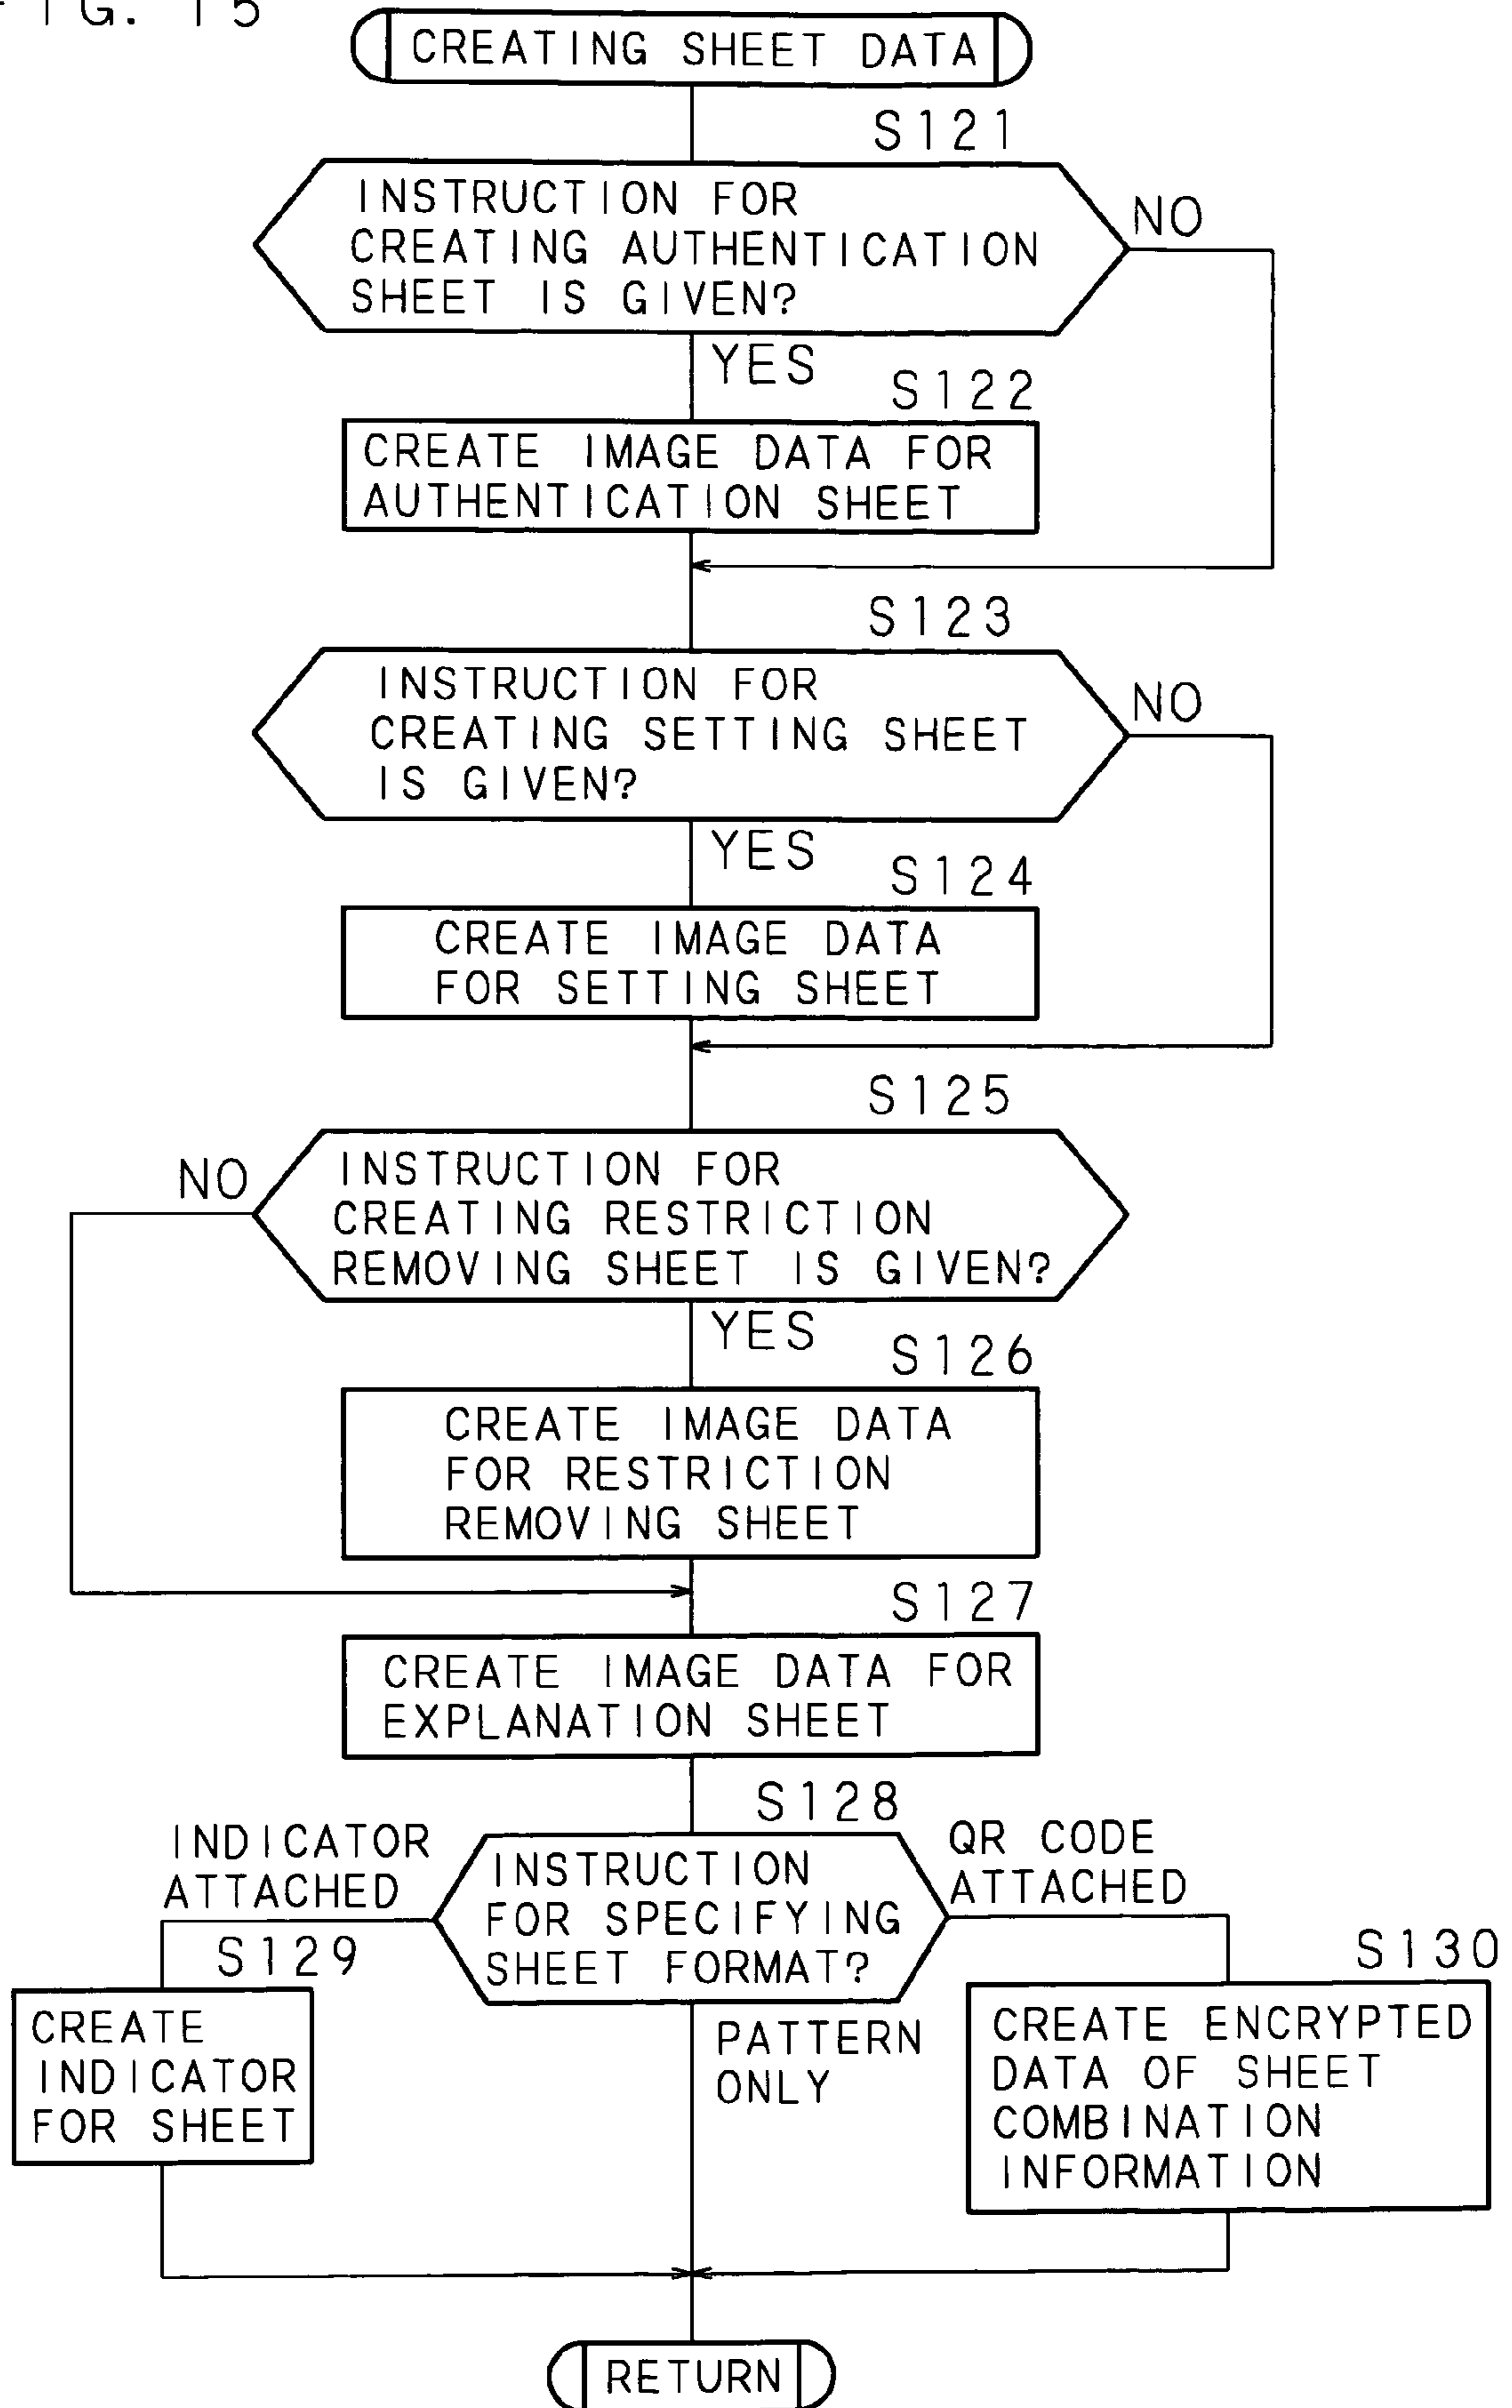 FIG. 15
CREATING SHEET DATA
S121
INSTRUCTION FOR
CREATING AUTHENTICATION
SHEET IS GIVEN?
NO
YES
S122
CREATE IMAGE DATA FOR
AUTHENTICATION SHEET
S123
INSTRUCTION FOR
CREATING SETTING SHEET
IS GIVEN?
NO
YES
S124
CREATE IMAGE DATA
FOR SETTING SHEET
S125
NO
INSTRUCTION FOR
CREATING RESTRICTION
REMOVING SHEET IS GIVEN?
YES
S126
CREATE IMAGE DATA
FOR RESTRICTION
REMOVING SHEET
S127
CREATE IMAGE DATA FOR
EXPLANATION SHEET
S128
INDICATOR
ATTACHED
INSTRUCTION
FOR SPECIFYING
SHEET FORMAT?
QR CODE
ATTACHED
S129
CREATE
INDICATOR
FOR SHEET
PATTERN
ONLY
S130
CREATE ENCRYPTED
DATA OF SHEET
COMBINATION
INFORMATION
RETURN